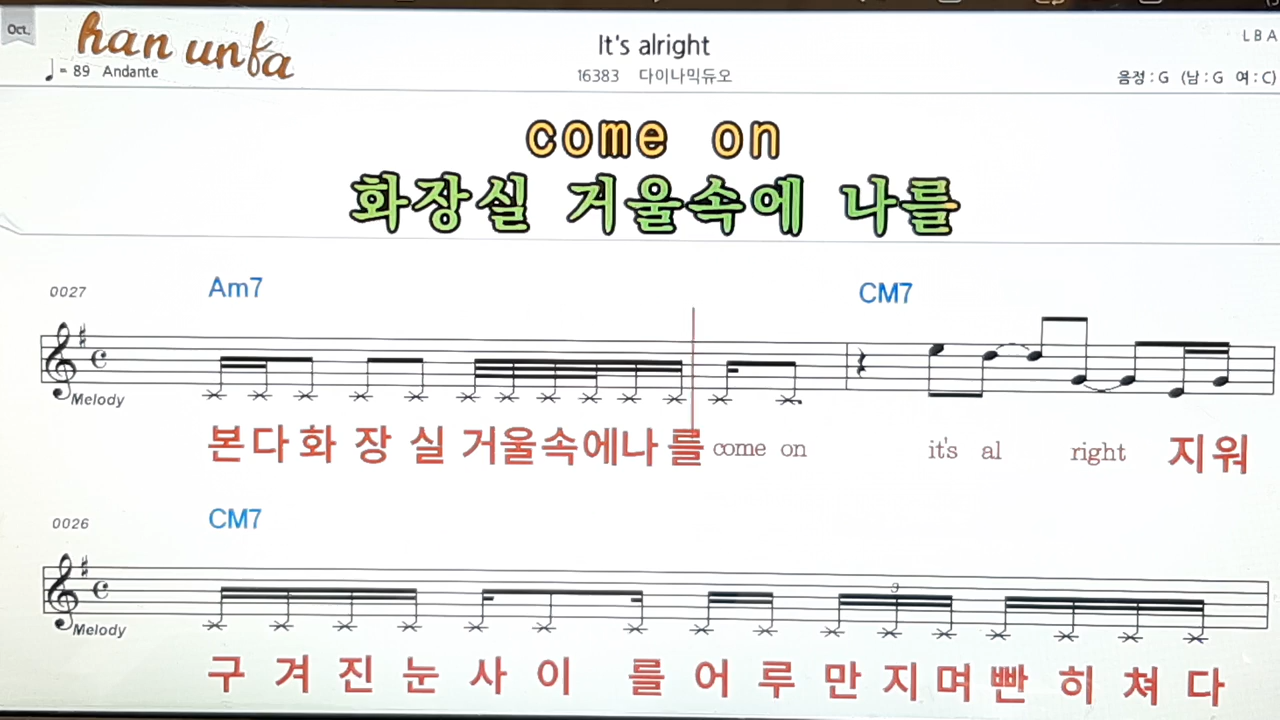 Oct.
han unfa
It's alright
L B A
♩= 89 Andante
16383 다이나믹듀오
음정 : G (남 : G 여 : C)
come on
화장실 거울속에 나를
0027
Am7
CM7
Melody
본다화 장 실 거울속에나 를 come on it's al right 지워
0026
CM7
3
Melody
구 겨 진 눈 사 이 를 어 루 만 지 며 빤 히 쳐 다